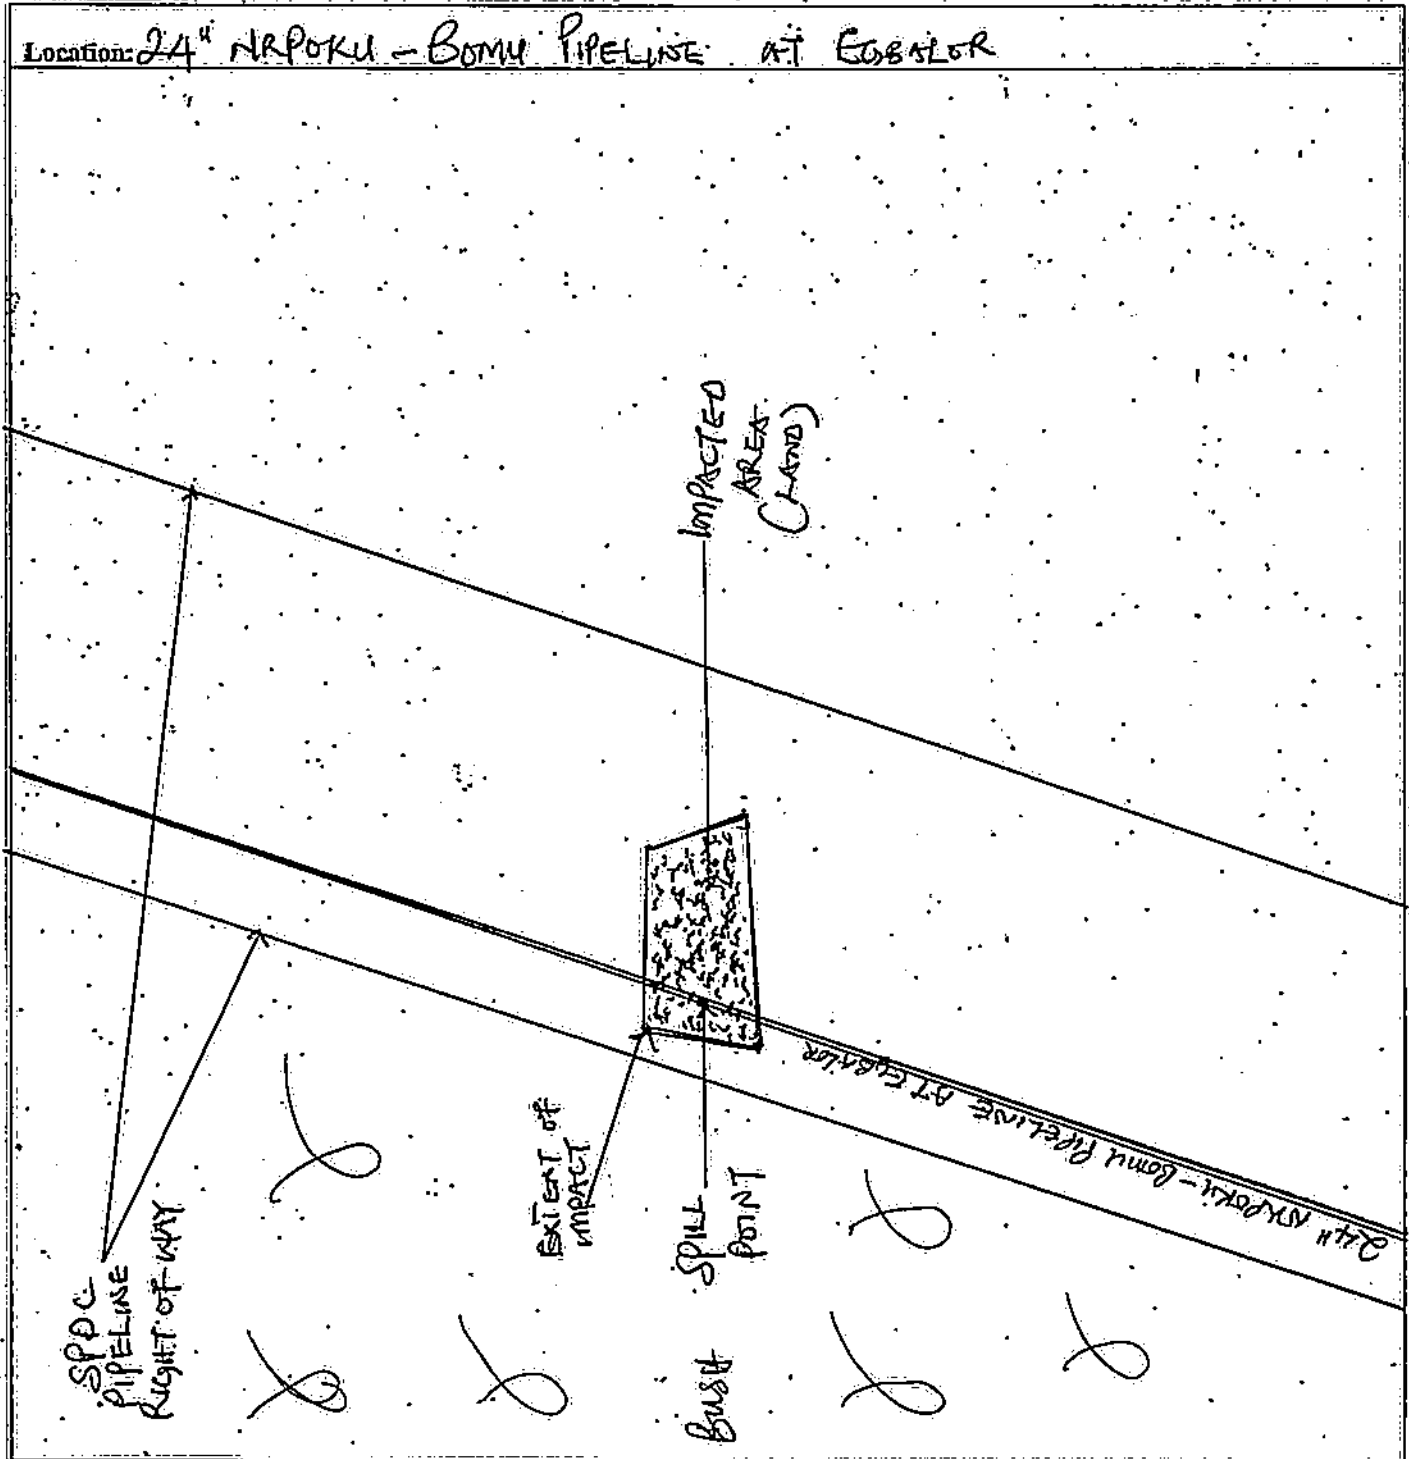 Location: 24" NKPOKU - BOMU PIPELINE AT EGBALOR
IMPACTED
AREA
(LAND)
24" NKPOKU - BOMU PIPELINE AT EGBALOR
EXTENT OF
IMPACT
SPILL
POINT
SPDC
PIPELINE
RIGHT OF WAY
BUSH